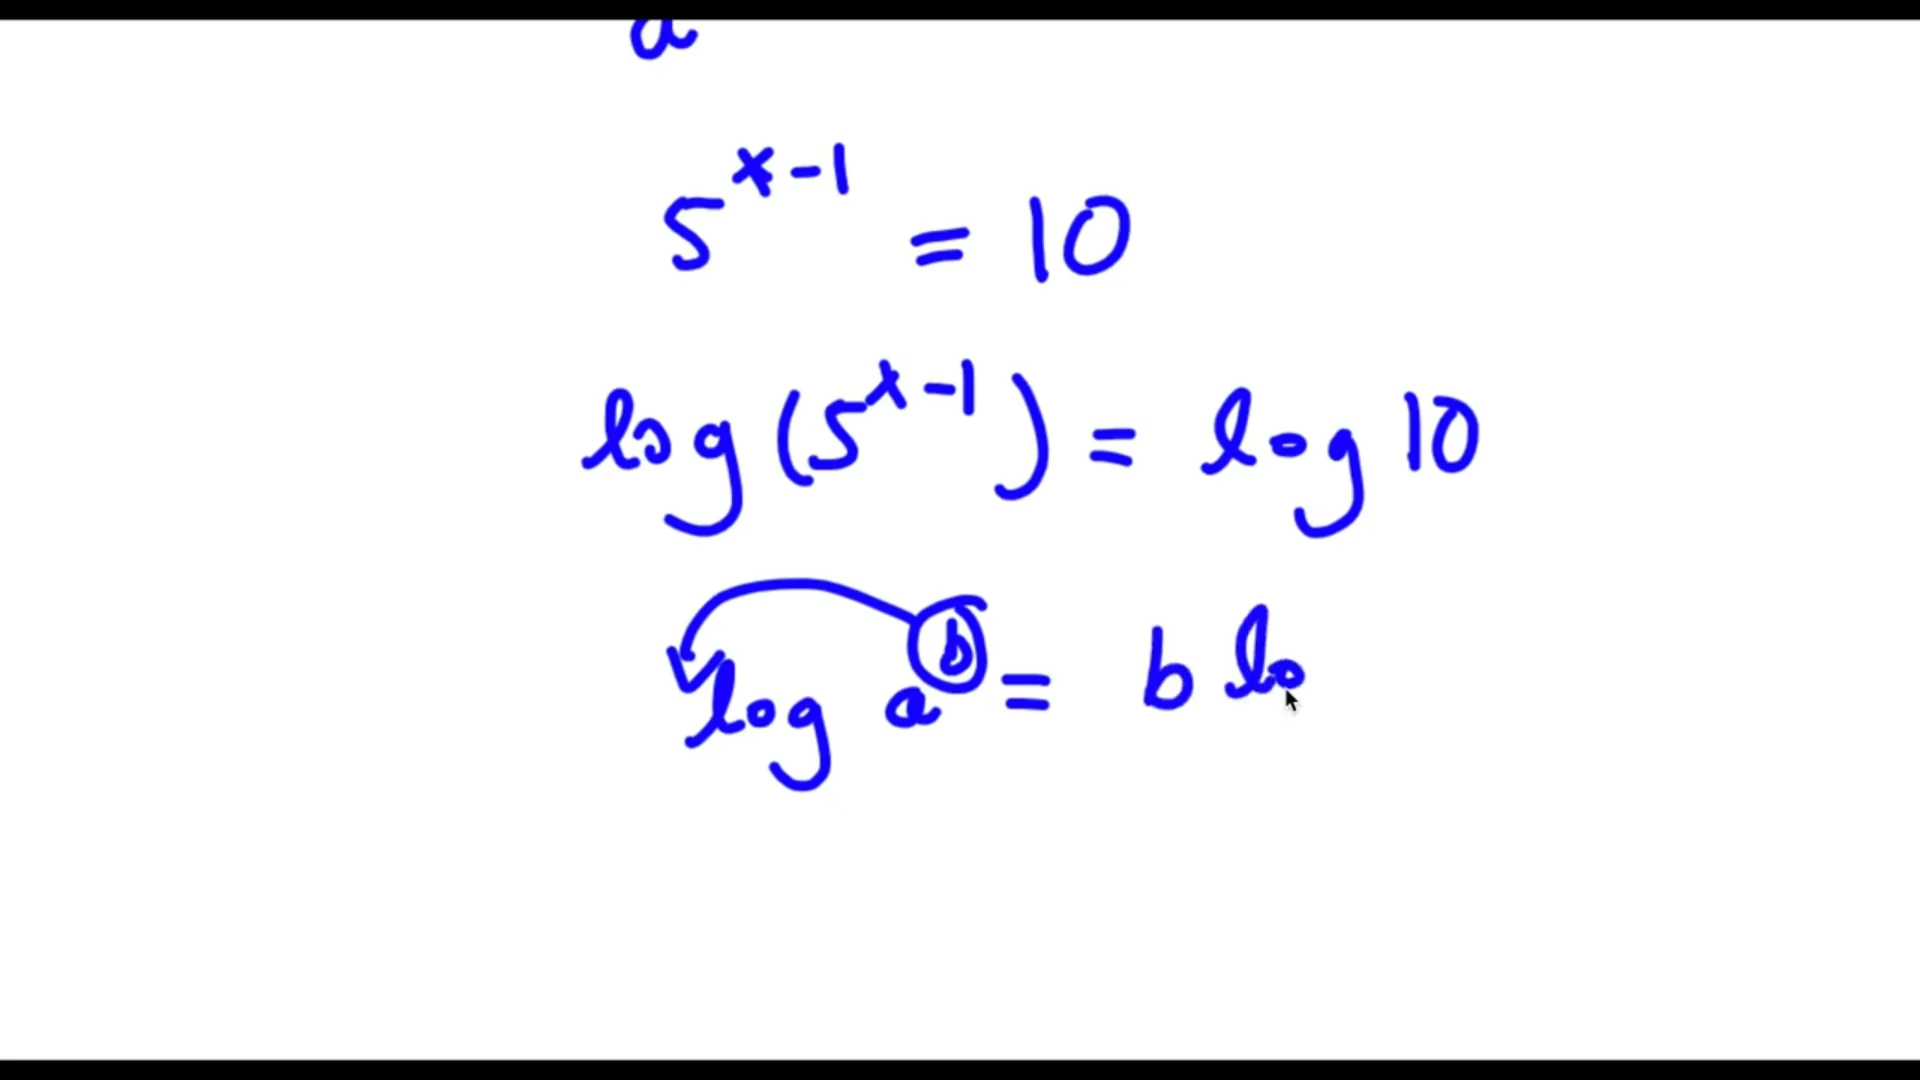 a
5^{x-1} = 10
log (5^{x-1}) = log 10
log a^b = b lo